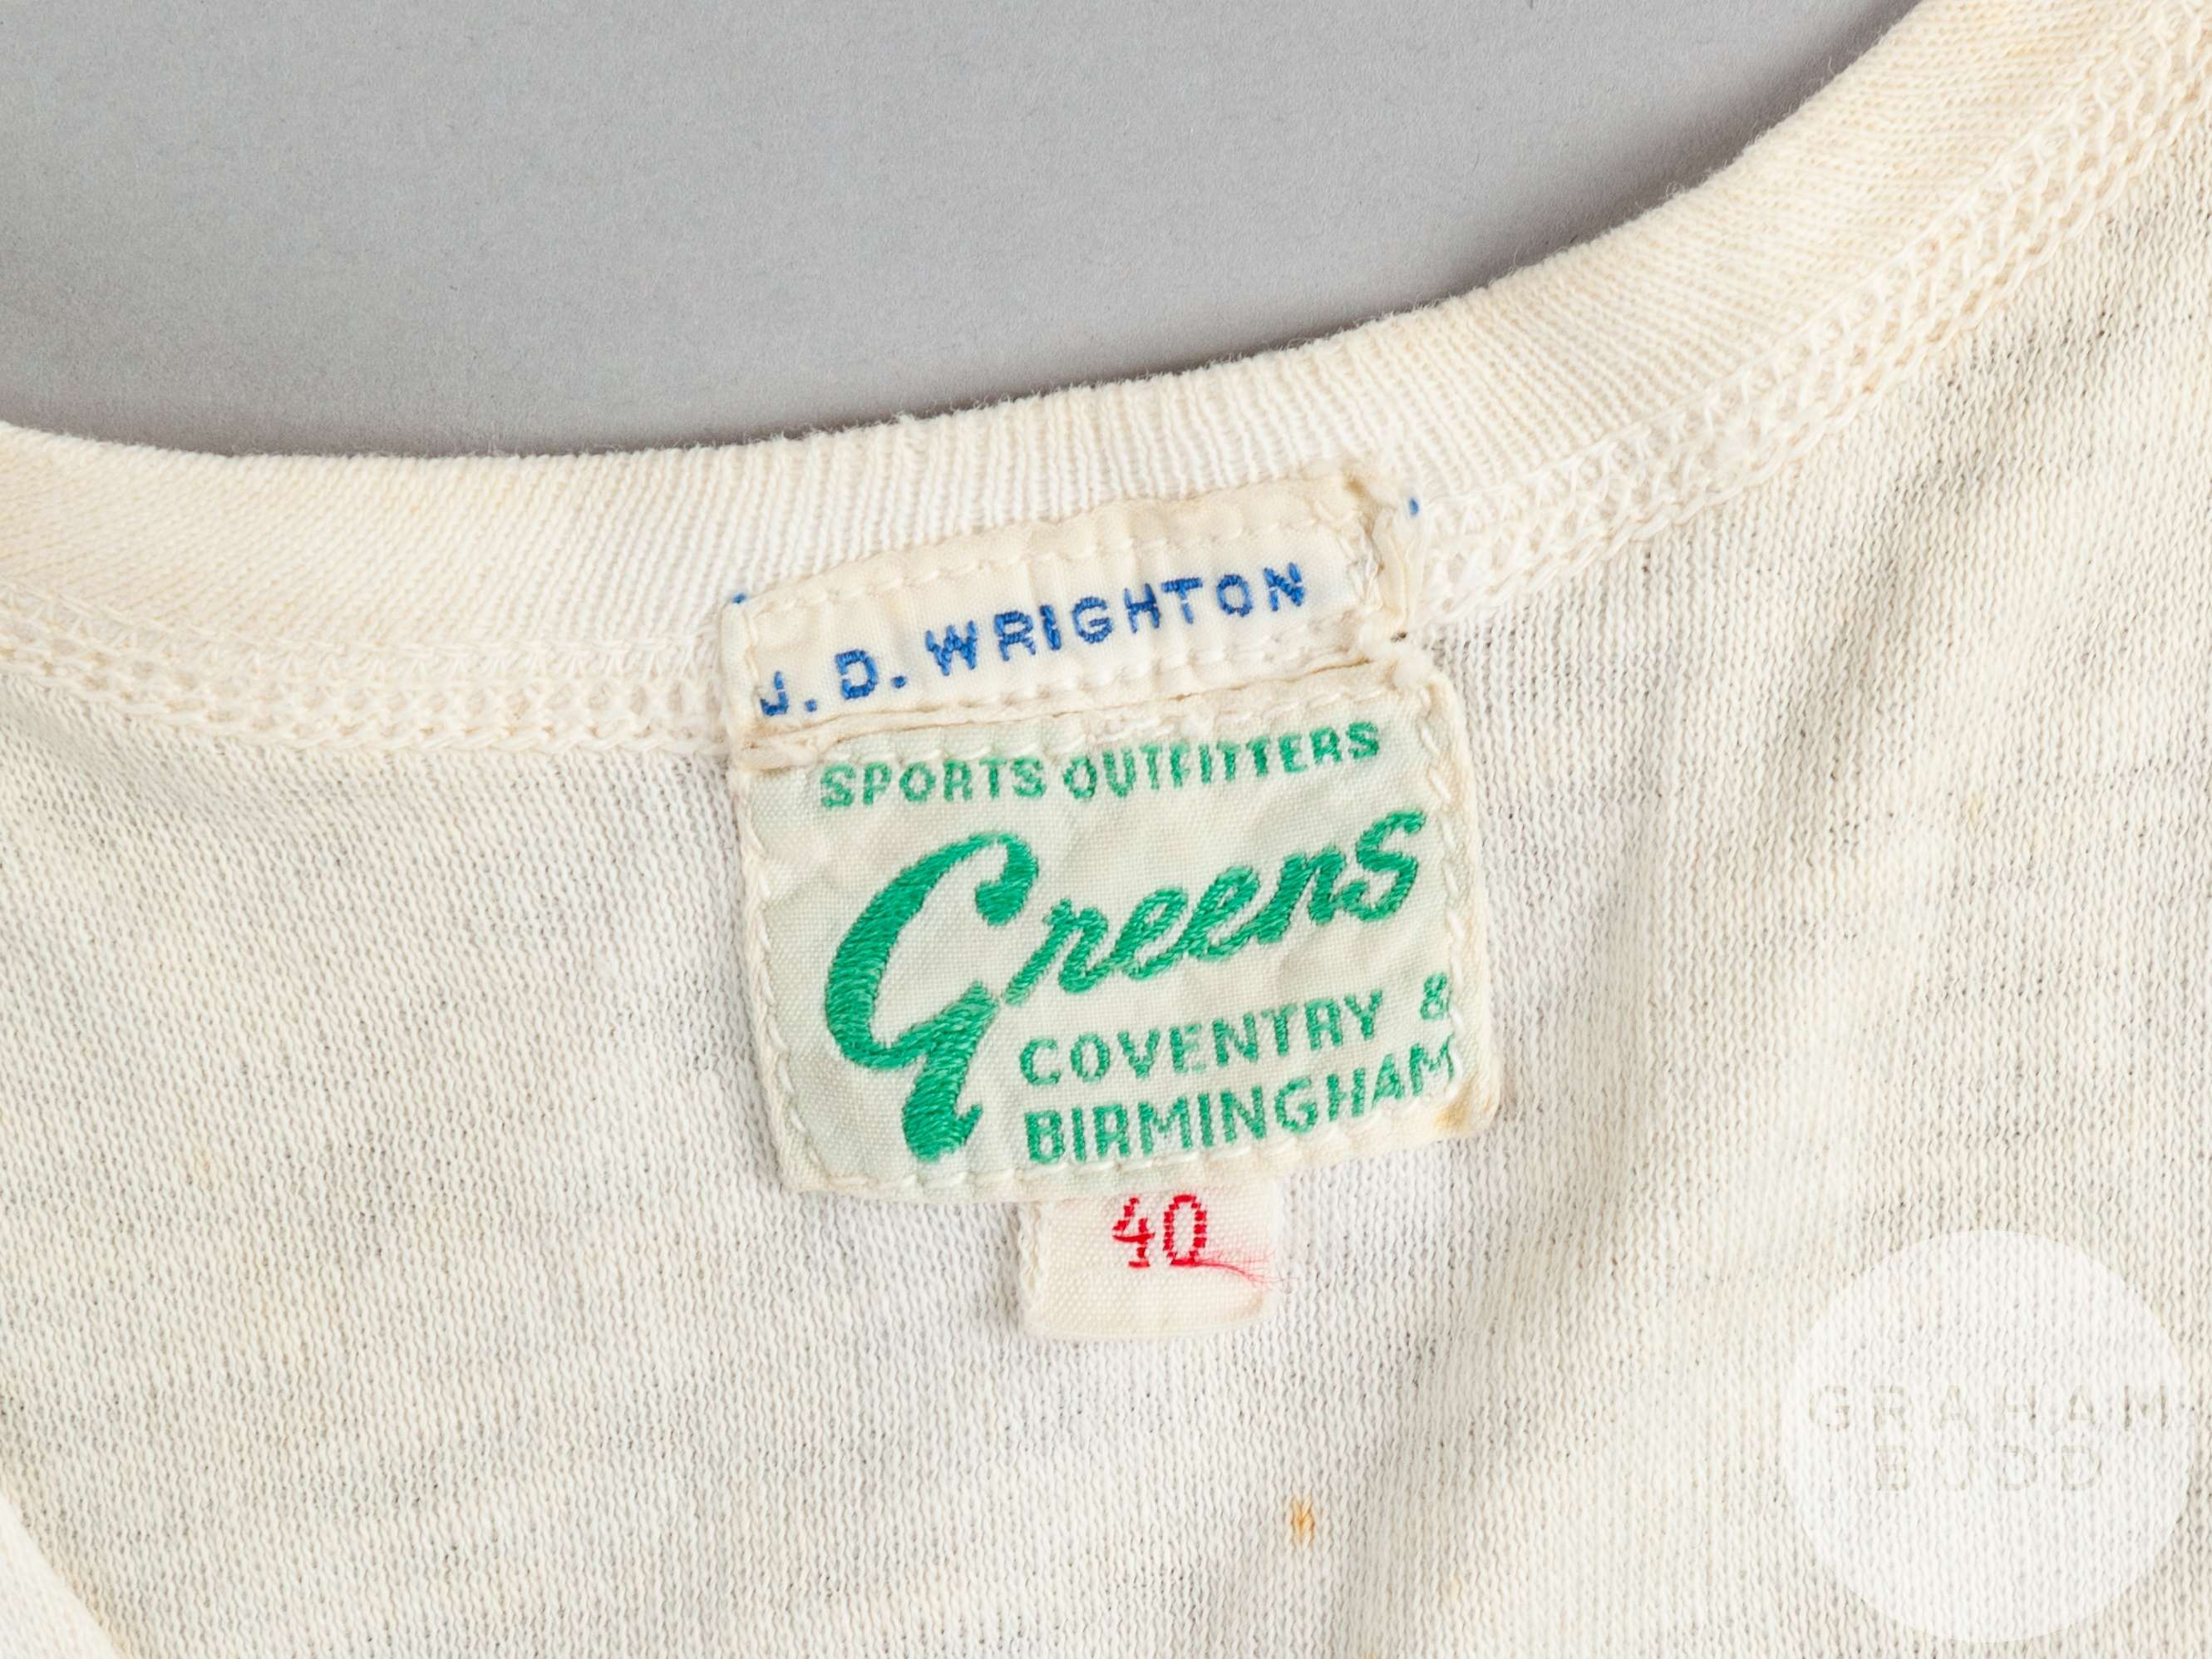 J. D. WRIGHTON
SPORTS OUTFITTERS
Greens
COVENTRY &
BIRMINGHAM
40
GRAHAM
BUDD